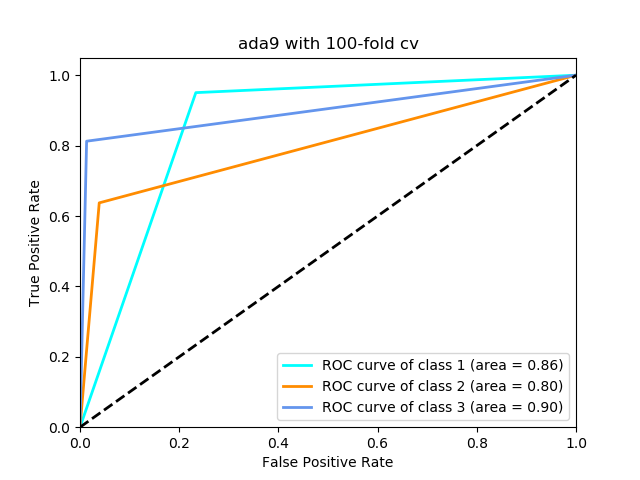 ada9 with 100-fold cv
1.0
0.8
0.6
0.4
0.2
0.0
True Positive Rate
ROC curve of class 1 (area = 0.86)
ROC curve of class 2 (area = 0.80)
ROC curve of class 3 (area = 0.90)
0.0 0.2 0.4 0.6 0.8 1.0
False Positive Rate